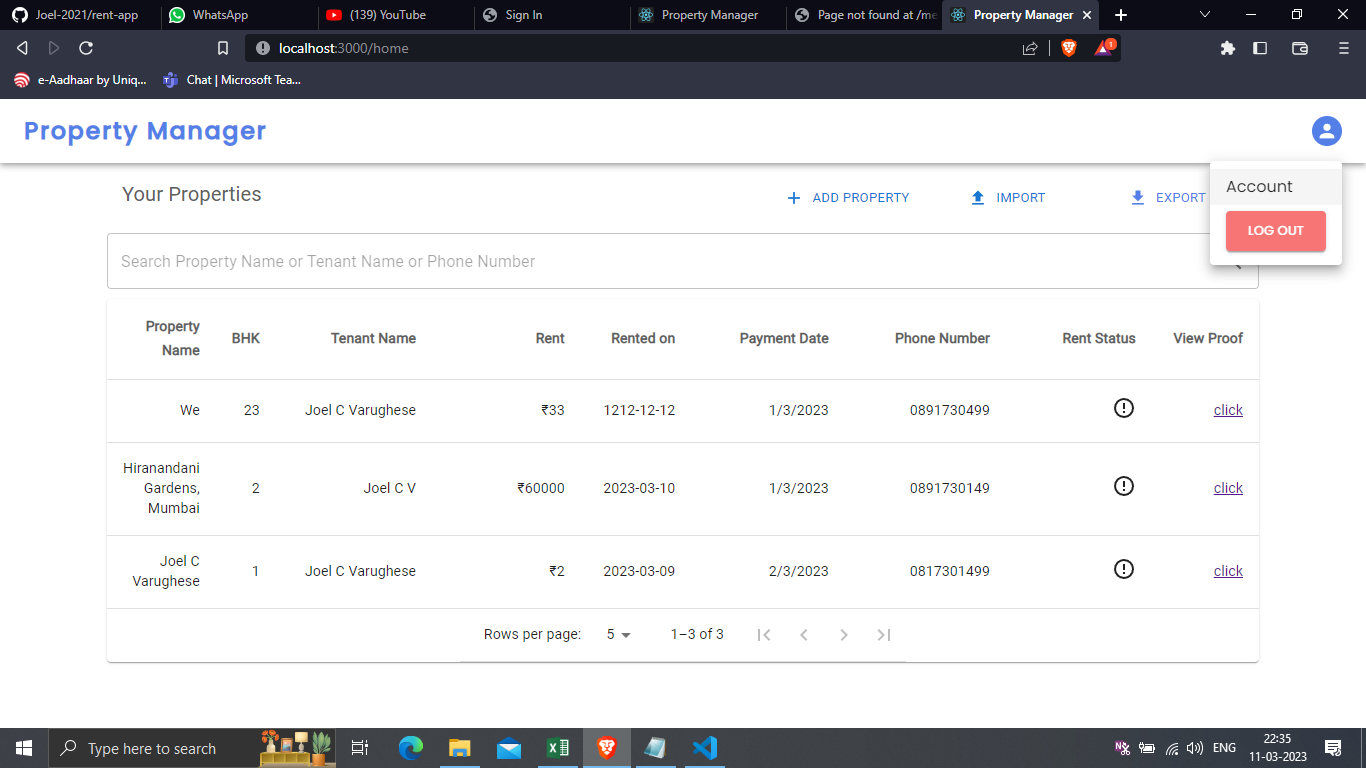 Joel-2021/rent-app
WhatsApp
(139) YouTube
Sign In
Property Manager
Page not found at /me
Property Manager
localhost:3000/home
1
e-Aadhaar by Uniq...
Chat | Microsoft Tea...
Property Manager
Account
LOG OUT
Your Properties
ADD PROPERTY
IMPORT
EXPORT
Search Property Name or Tenant Name or Phone Number
Property Name BHK Tenant Name Rent Rented on Payment Date Phone Number Rent Status View Proof
We 23 Joel C Varughese ₹33 1212-12-12 1/3/2023 0891730499 click
Hiranandani Gardens, Mumbai 2 Joel C V ₹60000 2023-03-10 1/3/2023 0891730149 click
Joel C Varughese 1 Joel C Varughese ₹2 2023-03-09 2/3/2023 0817301499 click
Rows per page: 5 1–3 of 3
Type here to search
ENG
22:35
11-03-2023